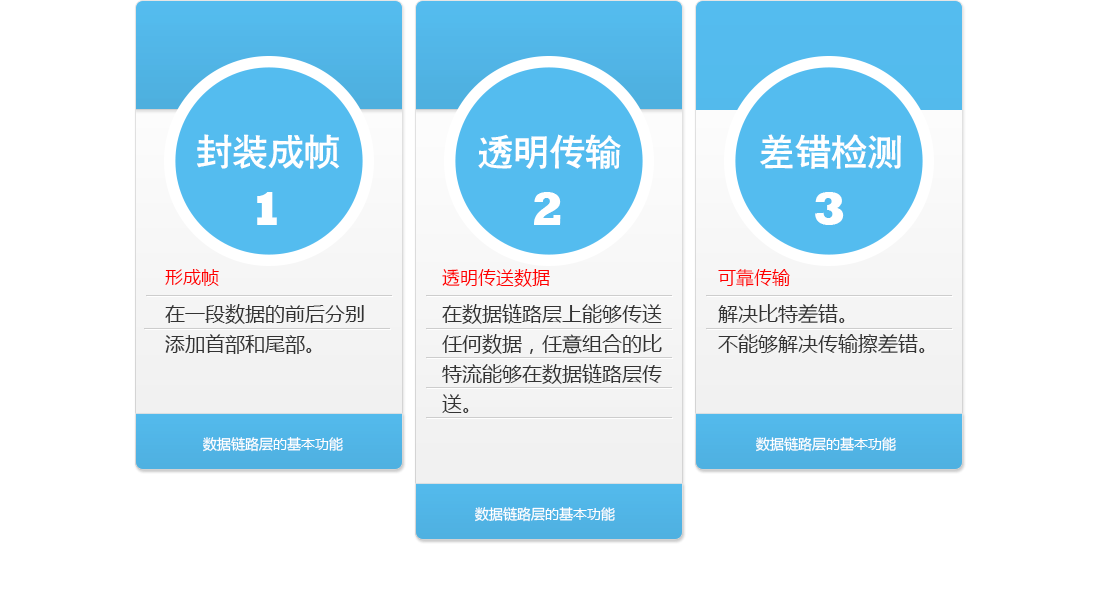 封装成帧
1
形成帧
在一段数据的前后分别
添加首部和尾部。
数据链路层的基本功能
透明传输
2
透明传送数据
在数据链路层上能够传送
任何数据，任意组合的比
特流能够在数据链路层传
送。
数据链路层的基本功能
差错检测
3
可靠传输
解决比特差错。
不能够解决传输擦差错。
数据链路层的基本功能